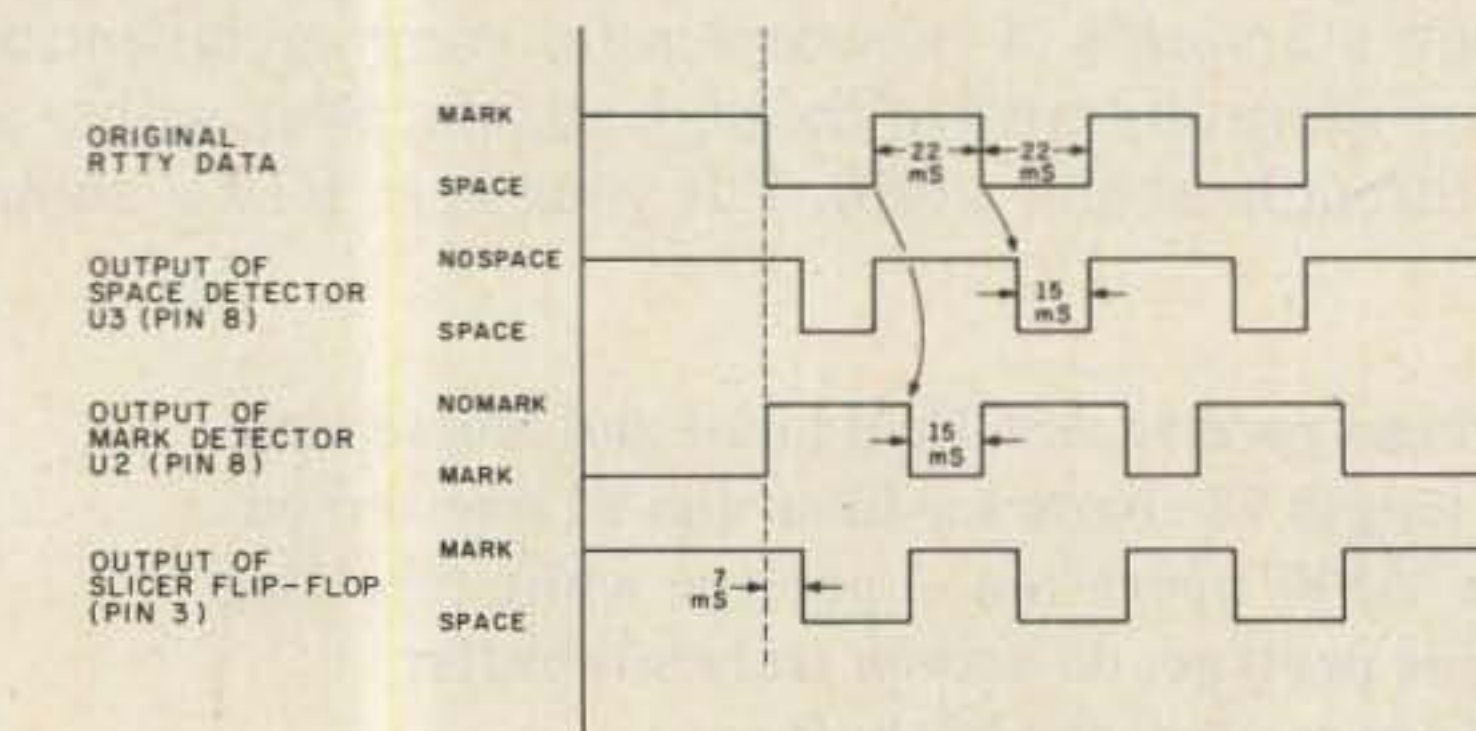 ORIGINAL
RTTY DATA
MARK
SPACE
22
mS
22
mS
OUTPUT OF
SPACE DETECTOR
U3 (PIN 8)
NOSPACE
SPACE
15
mS
OUTPUT OF
MARK DETECTOR
U2 (PIN 8)
NOMARK
MARK
15
mS
OUTPUT OF
SLICER FLIP-FLOP
(PIN 3)
MARK
SPACE
7
mS